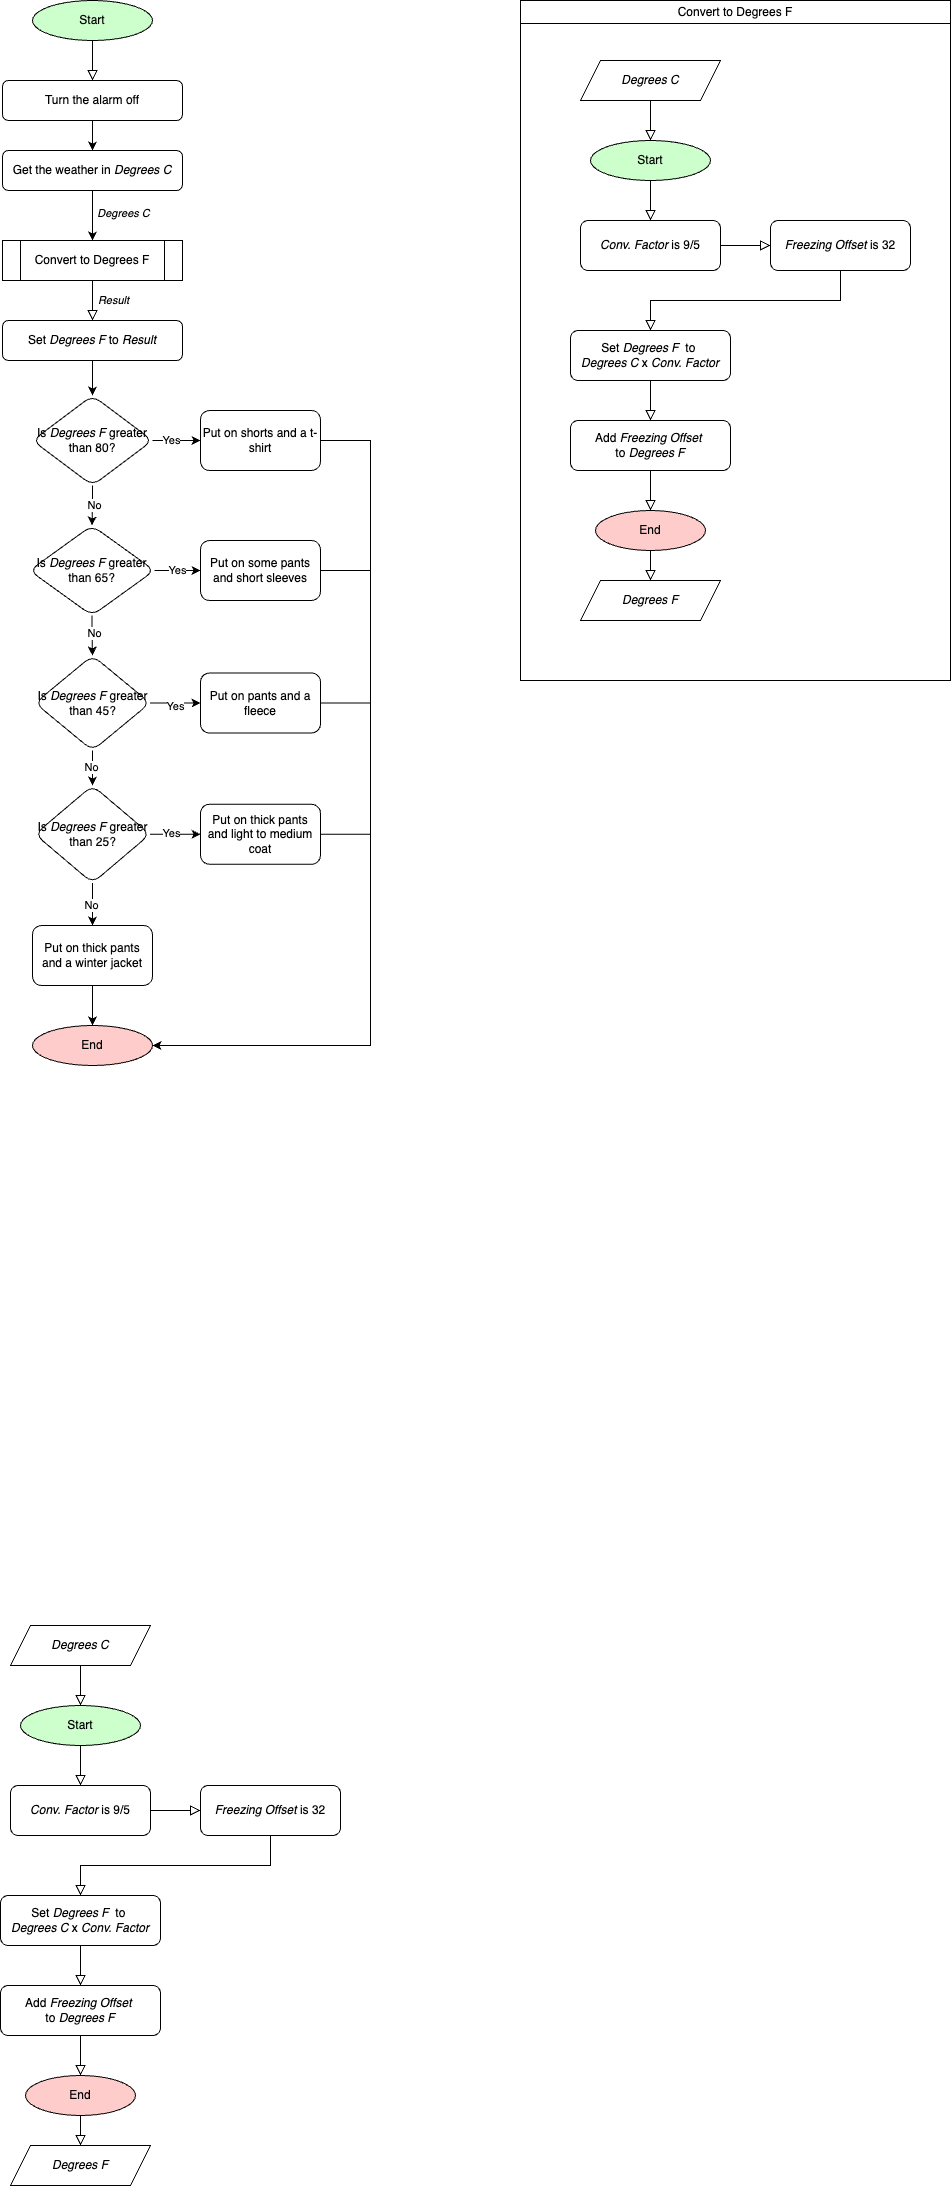 Start
Turn the alarm off
Get the weather in Degrees C
Degrees C
Convert to Degrees F
Result
Set Degrees F to Result
Is Degrees F greater
than 80?
Yes
Put on shorts and a t-
shirt
No
Is Degrees F greater
than 65?
Yes
Put on some pants
and short sleeves
No
Is Degrees F greater
than 45?
Yes
Put on pants and a
fleece
No
Is Degrees F greater
than 25?
Yes
Put on thick pants
and light to medium
coat
No
Put on thick pants
and a winter jacket
End
Convert to Degrees F
Degrees C
Start
Conv. Factor is 9/5
Freezing Offset is 32
Set Degrees F to
Degrees C x Conv. Factor
Add Freezing Offset
to Degrees F
End
Degrees F
Degrees C
Start
Conv. Factor is 9/5
Freezing Offset is 32
Set Degrees F to
Degrees C x Conv. Factor
Add Freezing Offset
to Degrees F
End
Degrees F